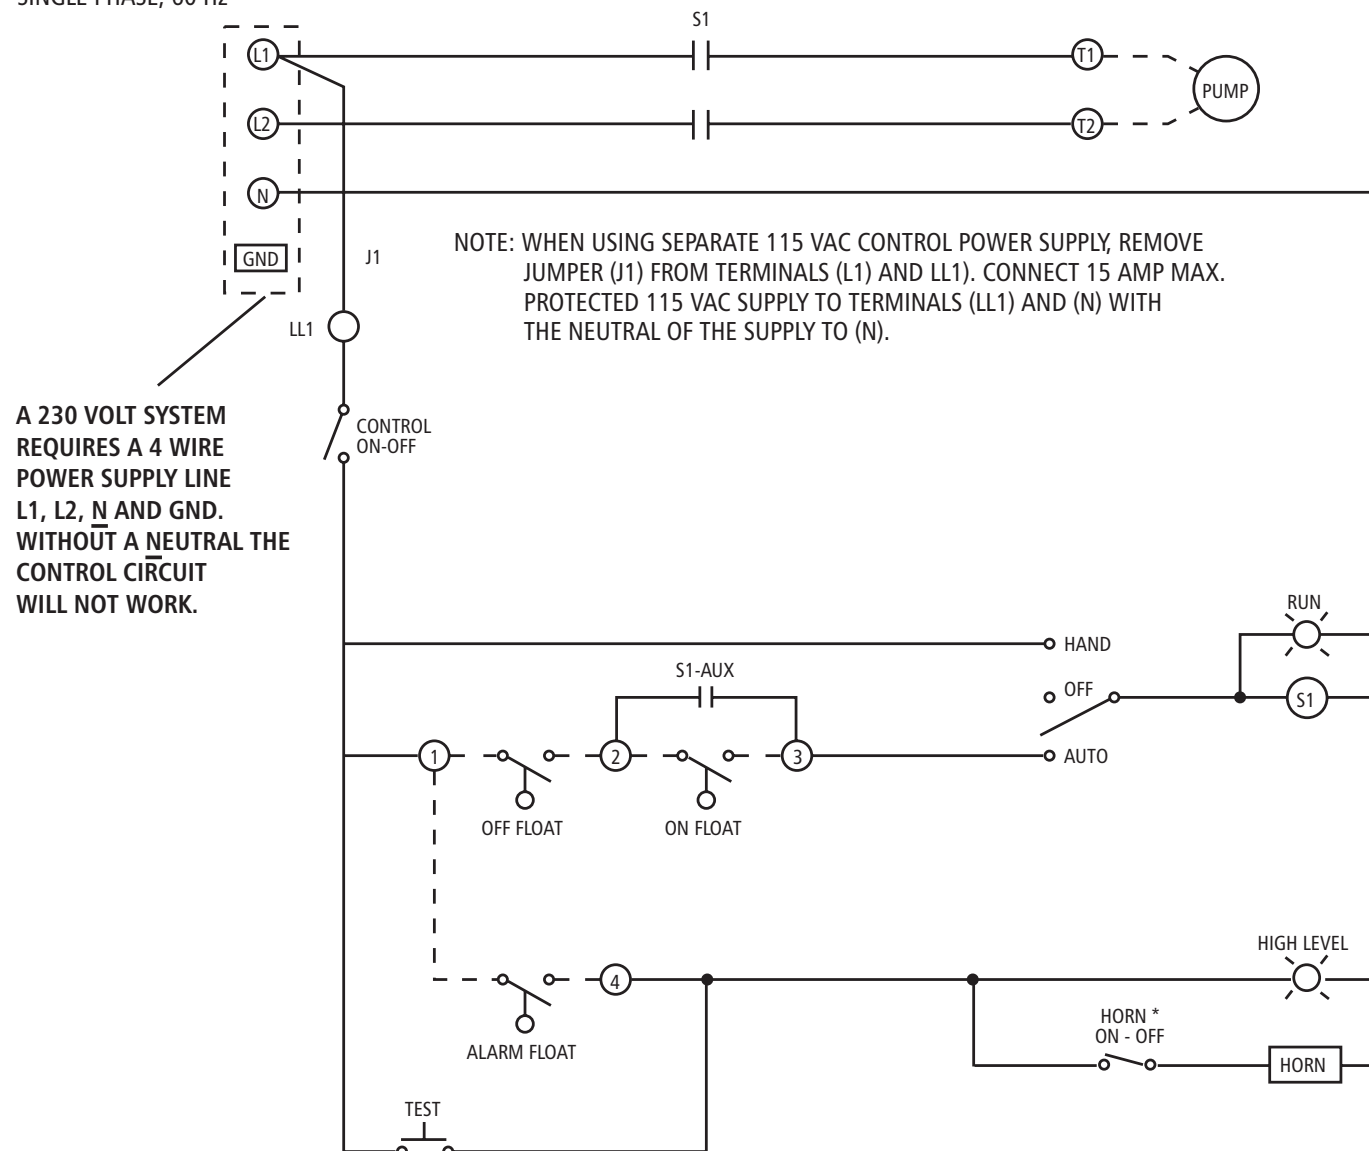 SINGLE PHASE, 60 Hz
S1
L1
T1
PUMP
L2
T2
N
GND
J1
NOTE: WHEN USING SEPARATE 115 VAC CONTROL POWER SUPPLY, REMOVE
JUMPER (J1) FROM TERMINALS (L1) AND LL1). CONNECT 15 AMP MAX.
PROTECTED 115 VAC SUPPLY TO TERMINALS (LL1) AND (N) WITH
THE NEUTRAL OF THE SUPPLY TO (N).
LL1
A 230 VOLT SYSTEM
REQUIRES A 4 WIRE
POWER SUPPLY LINE
L1, L2, N AND GND.
WITHOUT A NEUTRAL THE
CONTROL CIRCUIT
WILL NOT WORK.
CONTROL
ON-OFF
RUN
HAND
S1-AUX
OFF
S1
1
2
3
AUTO
OFF FLOAT
ON FLOAT
HIGH LEVEL
4
HORN *
ON - OFF
ALARM FLOAT
HORN
TEST